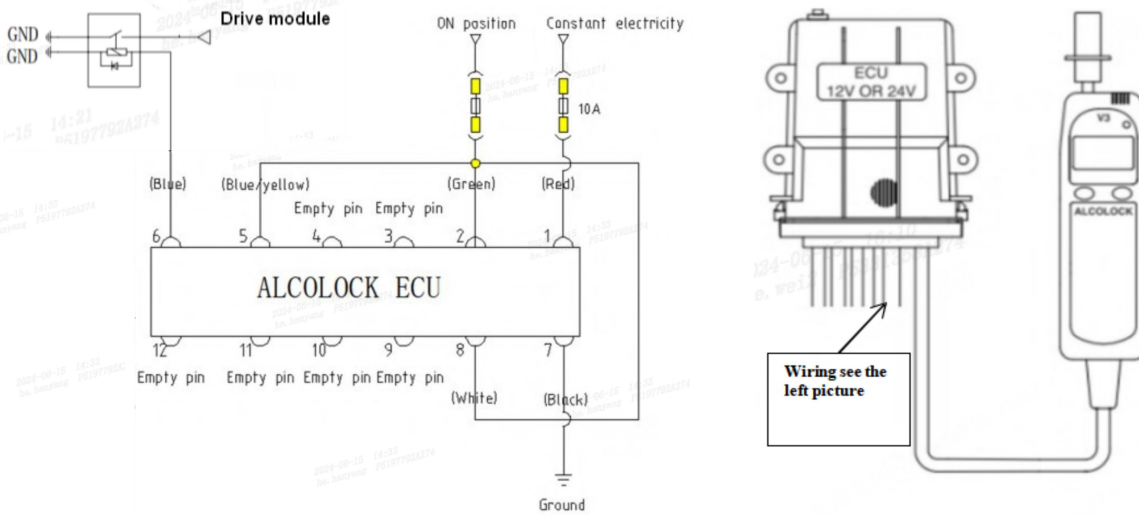 Drive module
GND
GND
ON position
Constant electricity
10A
(Blue)
(Blue/yellow)
(Green)
(Red)
Empty pin
Empty pin
6
5
4
3
2
1
ALCOLOCK ECU
12
11
10
9
8
7
Empty pin
Empty pin
Empty pin
Empty pin
(White)
(Black)
Ground
ECU
12V OR 24V
V3
ALCOLOCK
Wiring see the
left picture